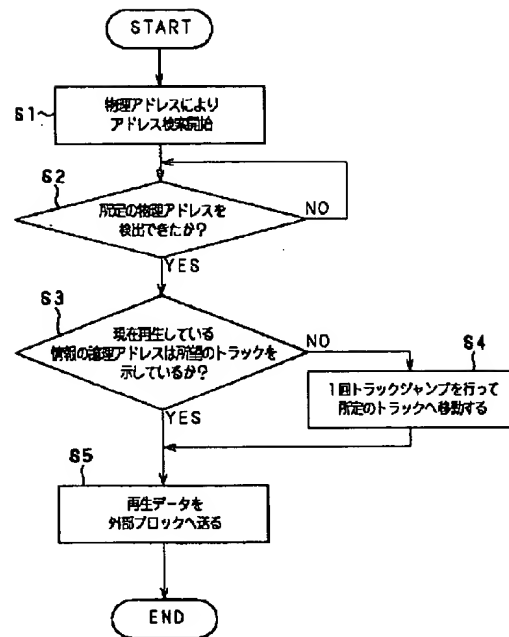 START
S1
物理アドレスにより
アドレス検索開始
S2
所定の物理アドレスを
検出できたか?
NO
YES
S3
現在再生している
情報の論理アドレスは所望のトラックを
示しているか?
NO
YES
S4
1回トラックジャンプを行って
所定のトラックへ移動する
S5
再生データを
外部ブロックへ送る
END